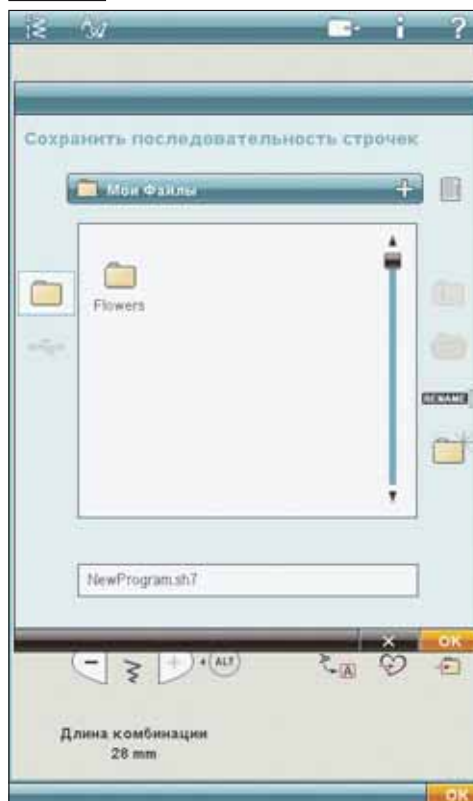 ?
Сохранить последовательность строчек
Мои Файлы
Flowers
RENAME
NewProgram.sh7
OK
ALT
A
Длина комбинации
28 mm
OK